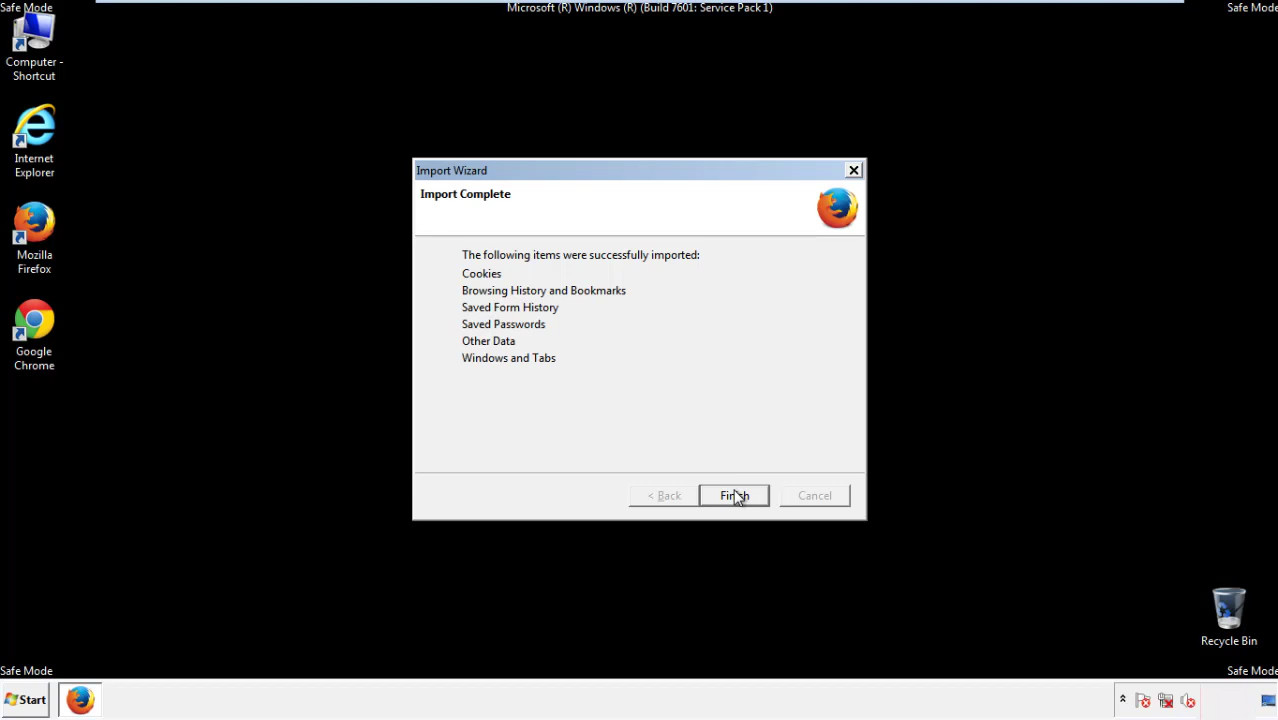 Safe Mode
Microsoft (R) Windows (R) (Build 7601: Service Pack 1)
Safe Mode
Computer -
Shortcut
Internet
Explorer
Mozilla
Firefox
Google
Chrome
Import Wizard
Import Complete
The following items were successfully imported:
Cookies
Browsing History and Bookmarks
Saved Form History
Saved Passwords
Other Data
Windows and Tabs
< Back
Finish
Cancel
Recycle Bin
Safe Mode
Safe Mode
Start